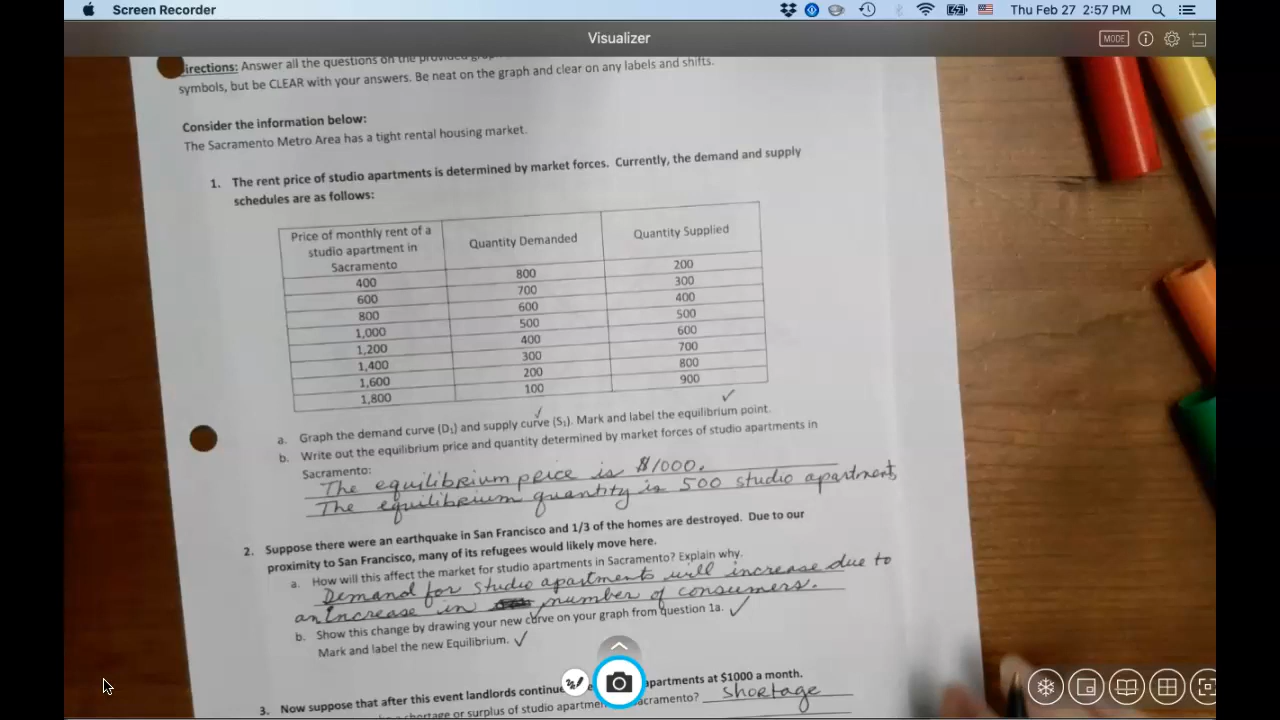 Screen Recorder
Thu Feb 27 2:57 PM
Visualizer
MODE
irections: Answer all the questions on the provided
symbols, but be CLEAR with your answers. Be neat on the graph and clear on any labels and shifts.
Consider the information below:
The Sacramento Metro Area has a tight rental housing market.
1. The rent price of studio apartments is determined by market forces. Currently, the demand and supply
schedules are as follows:
Price of monthly rent of a studio apartment in Sacramento Quantity Demanded Quantity Supplied
400 800 200
600 700 300
800 600 400
1,000 500 500
1,200 400 600
1,400 300 700
1,600 200 800
1,800 100 900
a. Graph the demand curve (D₁) and supply curve (S₁). Mark and label the equilibrium point.
b. Write out the equilibrium price and quantity determined by market forces of studio apartments in
Sacramento:
The equilibrium price is $1000.
The equilibrium quantity is 500 studio apartments
2. Suppose there were an earthquake in San Francisco and 1/3 of the homes are destroyed. Due to our
proximity to San Francisco, many of its refugees would likely move here.
a. How will this affect the market for studio apartments in Sacramento? Explain why.
Demand for studio apartments will increase due to
an increase in number of consumers.
b. Show this change by drawing your new curve on your graph from question 1a.
Mark and label the new Equilibrium.
3. Now suppose that after this event landlords continue apartments at $1000 a month.
shortage or surplus of studio apartmen acramento? shortage